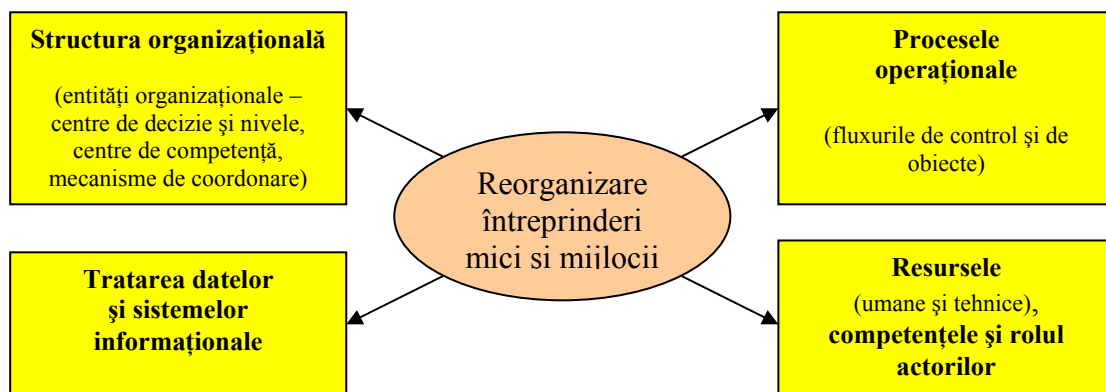 Structura organizațională
(entități organizaționale –
centre de decizie şi nivele,
centre de competență,
mecanisme de coordonare)
Procesele
operaționale
(fluxurile de control şi de
obiecte)
Reorganizare
întreprinderi
mici si mijlocii
Tratarea datelor
şi sistemelor
informaționale
Resursele
(umane și tehnice),
competențele şi rolul
actorilor